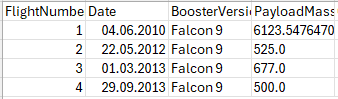 FlightNumbe Date BoosterVersi PayloadMass
1 04.06.2010 Falcon 9 6123.5476470
2 22.05.2012 Falcon 9 525.0
3 01.03.2013 Falcon 9 677.0
4 29.09.2013 Falcon 9 500.0